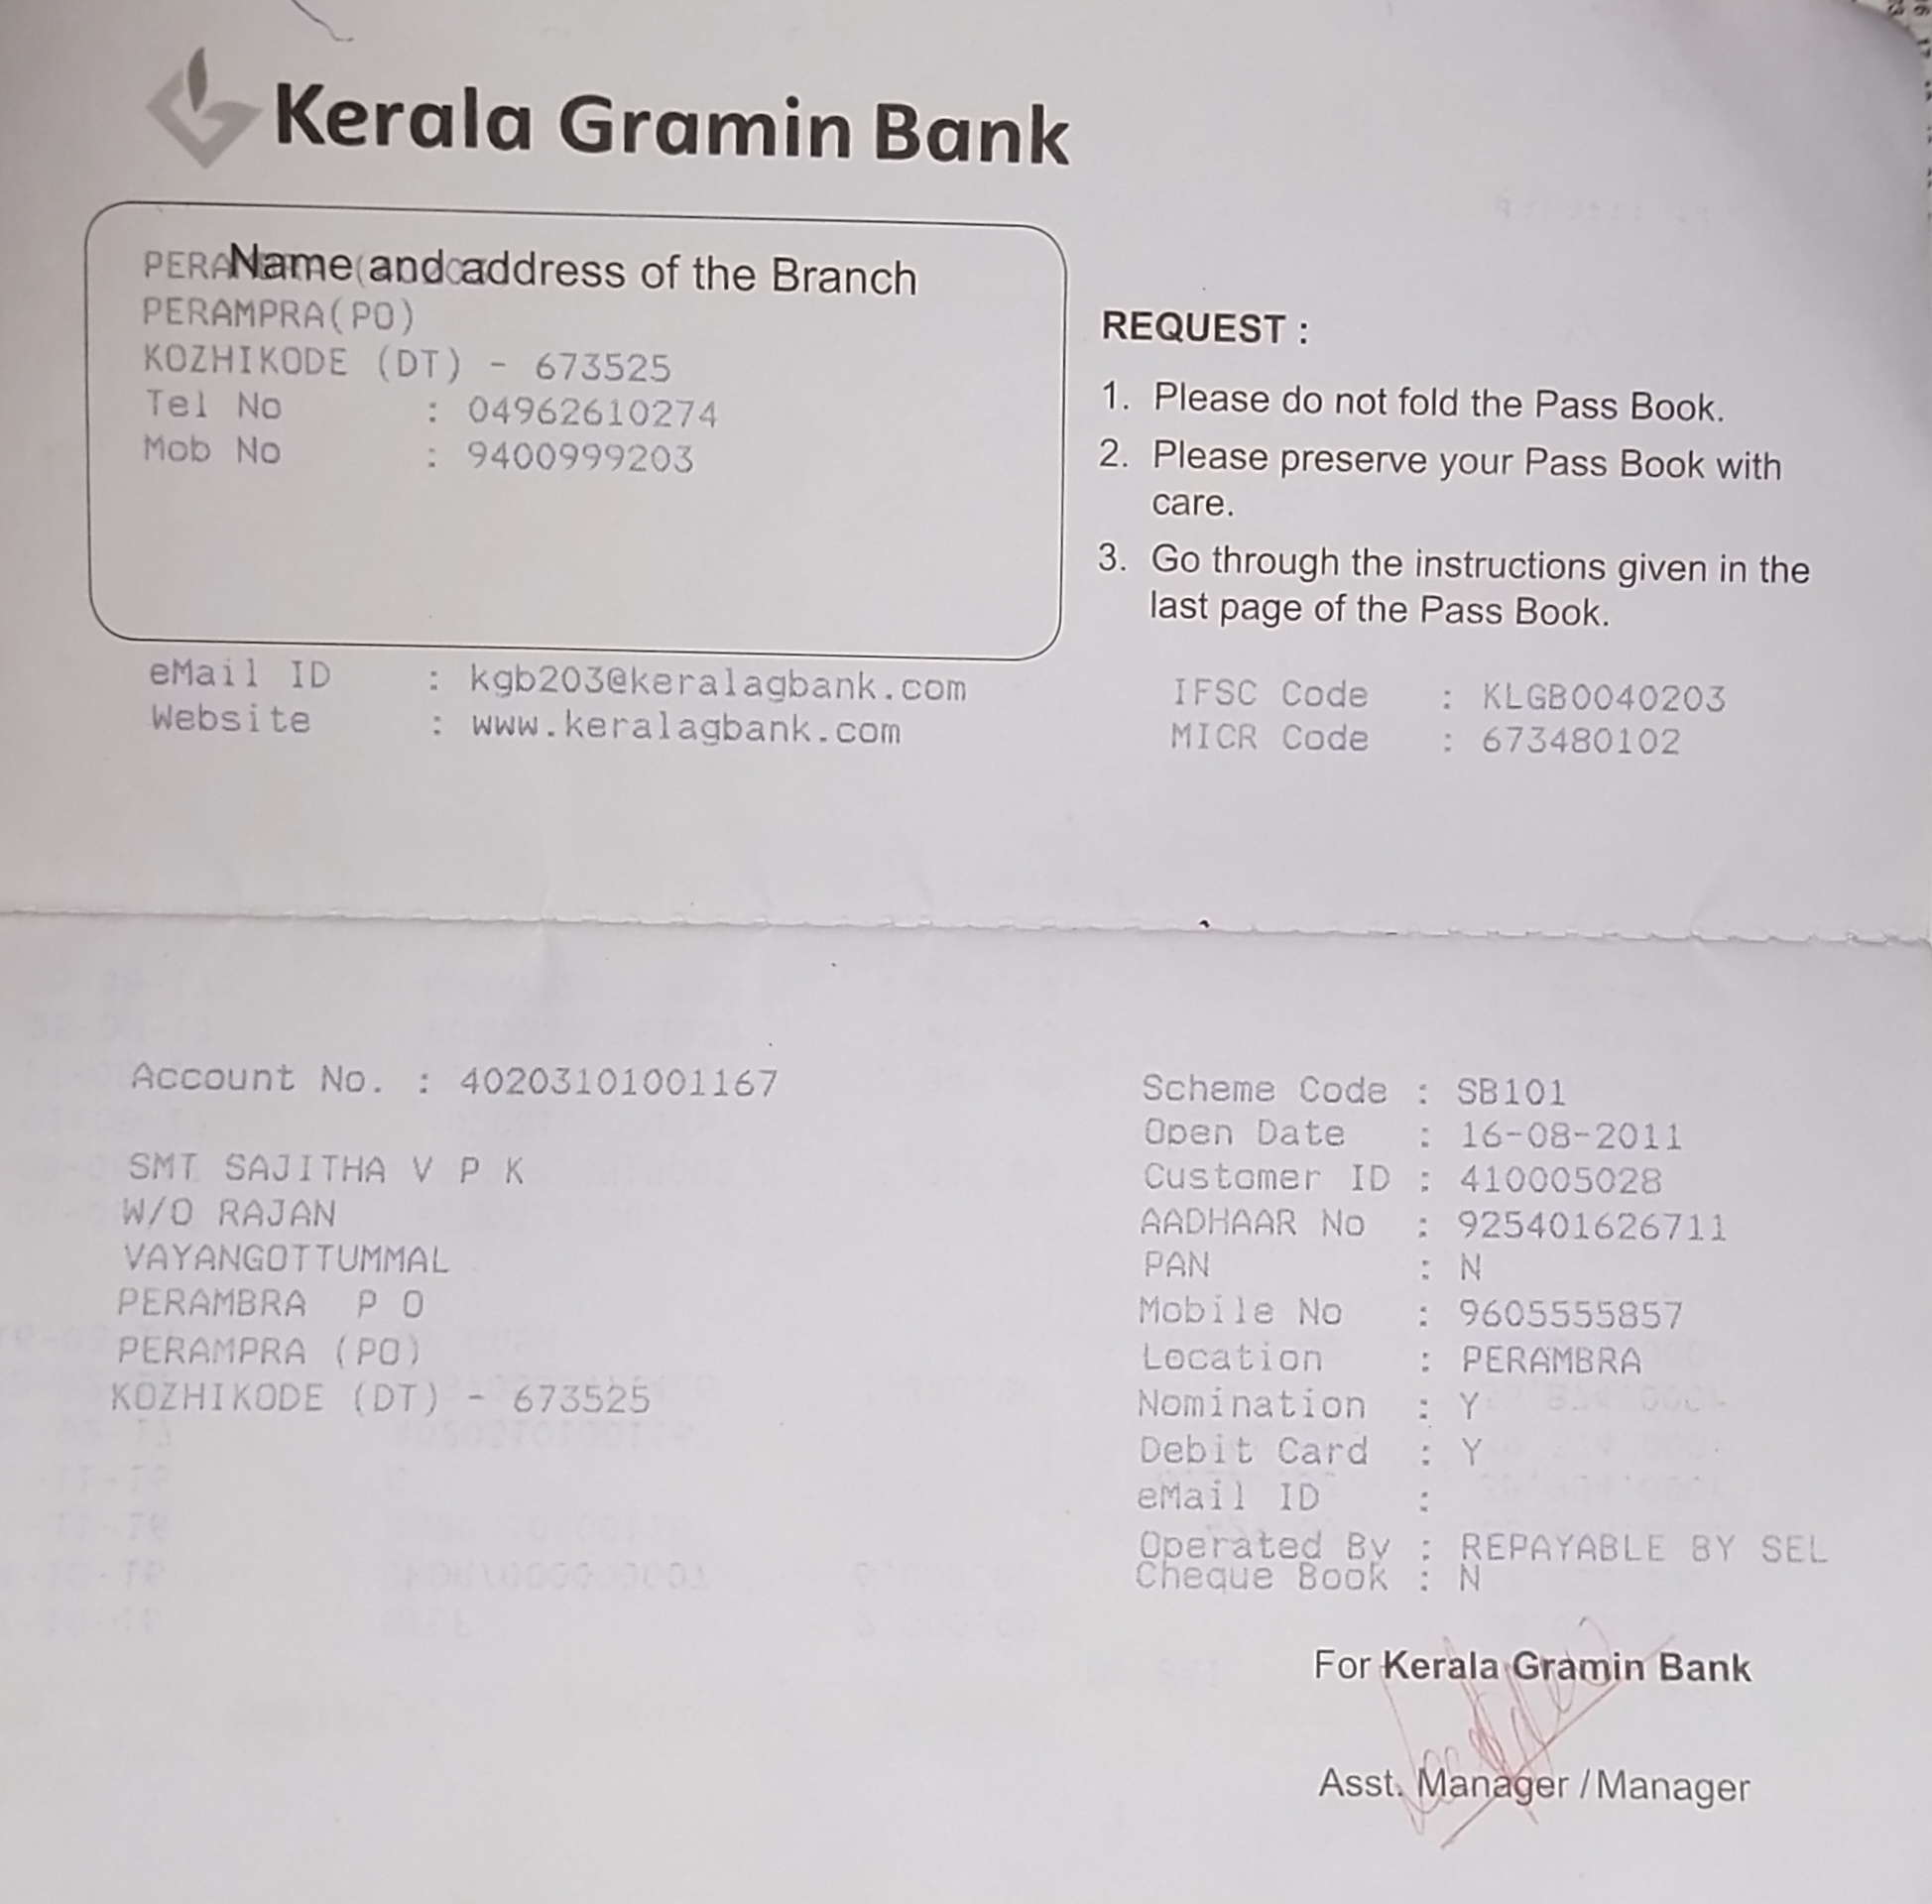 Kerala Gramin Bank
Name and address of the Branch
PERAMPRA(PO)
KOZHIKODE (DT) - 673525
Tel No : 04962610274
Mob No : 9400999203
eMail ID : kgb203@keralagbank.com
Website : www.keralagbank.com
REQUEST :
1. Please do not fold the Pass Book.
2. Please preserve your Pass Book with
care.
3. Go through the instructions given in the
last page of the Pass Book.
IFSC Code : KLGB0040203
MICR Code : 673480102
Account No. : 40203101001167
SMT SAJITHA V P K
W/O RAJAN
VAYANGOTTUMMAL
PERAMBRA P O
PERAMPRA (PO)
KOZHIKODE (DT) - 673525
Scheme Code : SB101
Open Date : 16-08-2011
Customer ID : 410005028
AADHAAR No : 925401626711
PAN : N
Mobile No : 9605555857
Location : PERAMBRA
Nomination : Y
Debit Card : Y
eMail ID :
Operated By : REPAYABLE BY SEL
Cheque Book : N
For Kerala Gramin Bank
Asst. Manager / Manager